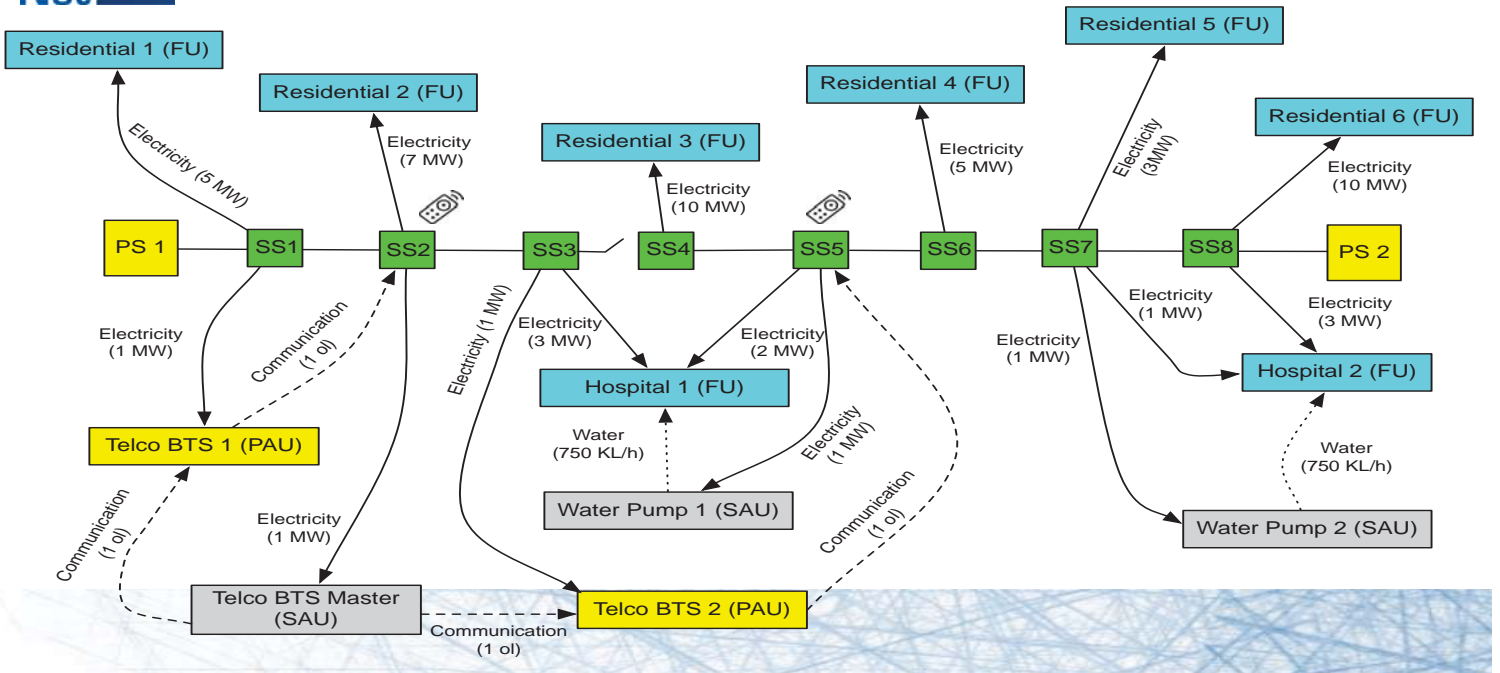 Residential 1 (FU)
Residential 2 (FU)
Residential 3 (FU)
Residential 4 (FU)
Residential 5 (FU)
Residential 6 (FU)
Electricity (5 MW)
Electricity
(7 MW)
Electricity
(10 MW)
Electricity
(5 MW)
Electricity
(3MW)
Electricity
(10 MW)
PS 1
SS1
SS2
SS3
SS4
SS5
SS6
SS7
SS8
PS 2
Electricity
(1 MW)
Communication
(1 ol)
Electricity (1 MW)
Electricity
(3 MW)
Electricity
(2 MW)
Electricity
(1 MW)
Electricity
(1 MW)
Electricity
(3 MW)
Hospital 1 (FU)
Hospital 2 (FU)
Telco BTS 1 (PAU)
Water
(750 KL/h)
Electricity
(1 MW)
Water
(750 KL/h)
Communication
(1 ol)
Electricity
(1 MW)
Water Pump 1 (SAU)
Communication
(1 ol)
Water Pump 2 (SAU)
Telco BTS Master
(SAU)
Communication
(1 ol)
Telco BTS 2 (PAU)